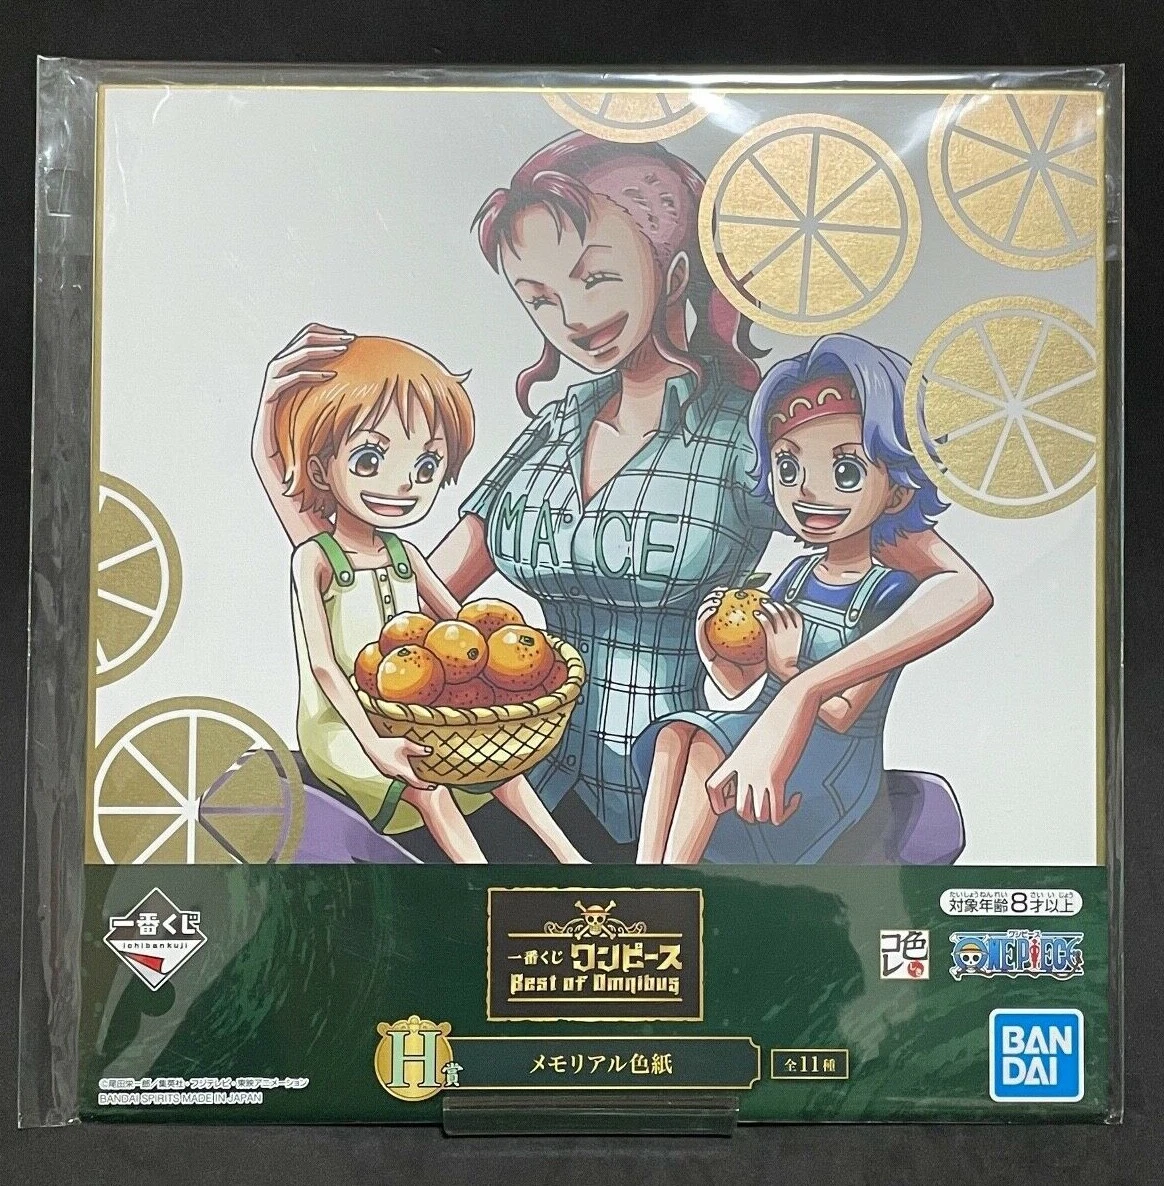 MA CE
一番くじ
ichibankuji
一番くじ ワンピース
Best of Omnibus
たいしょうねんれい さい いじょう
対象年齢8才以上
色コレ
ワンピース
ONE PIECE
H賞
メモリアル色紙
全11種
BAN
DAI
©尾田栄一郎／集英社・フジテレビ・東映アニメーション
BANDAI SPIRITS MADE IN JAPAN